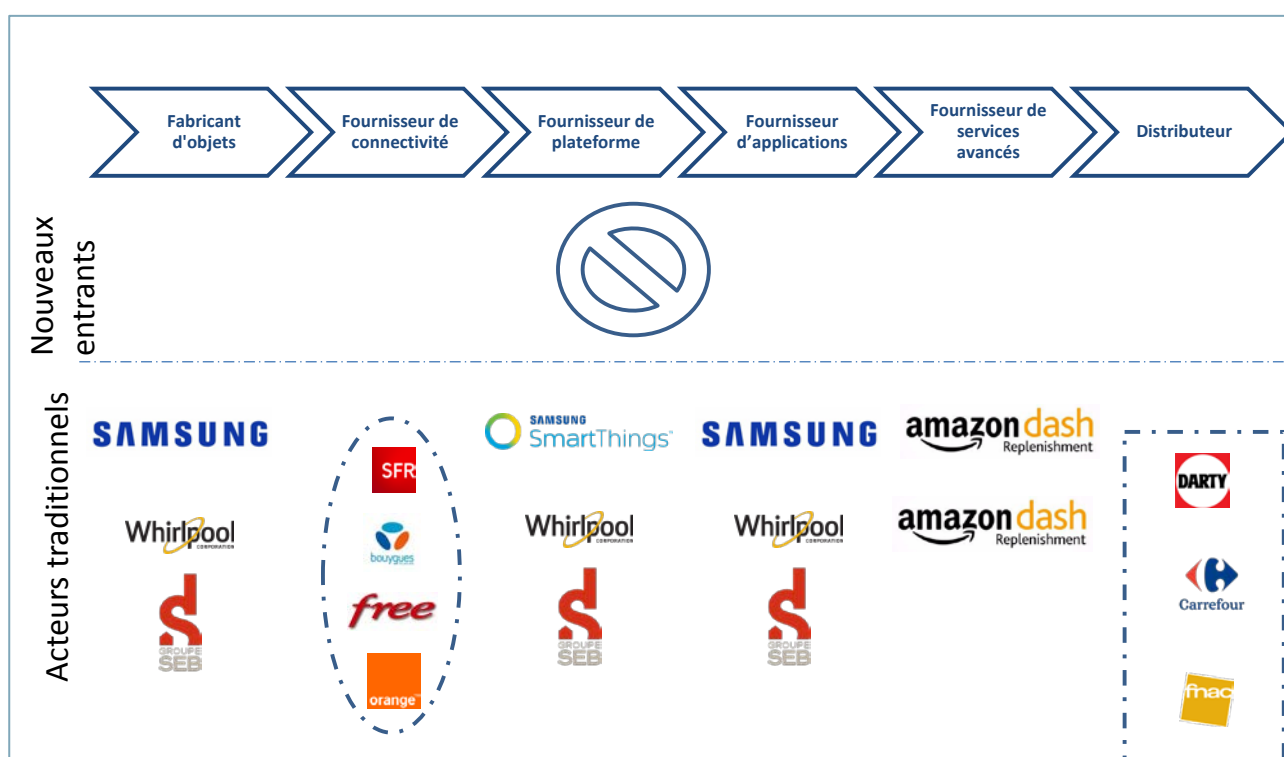 Fabricant
d'objets
Fournisseur de
connectivité
Fournisseur de
plateforme
Fournisseur
d’applications
Fournisseur de
services
avancés
Distributeur
Nouveaux
entrants
Acteurs traditionnels
SAMSUNG
SFR
SAMSUNG
SmartThings
SAMSUNG
amazon dash
Replenishment
DARTY
Whirlpool
CORPORATION
bouygues
Whirlpool
CORPORATION
Whirlpool
CORPORATION
amazon dash
Replenishment
Carrefour
GROUPE
SEB
free
GROUPE
SEB
GROUPE
SEB
orange
fnac